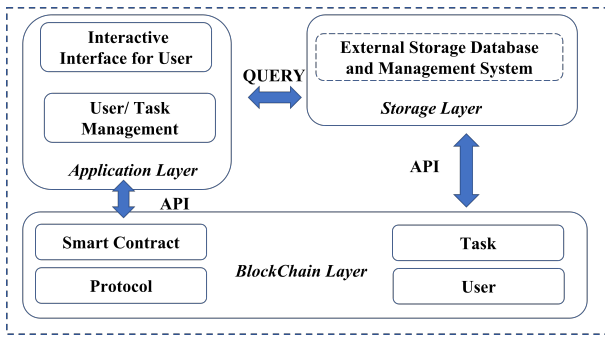 Interactive
Interface for User
User/ Task
Management
Application Layer
QUERY
External Storage Database
and Management System
Storage Layer
API
API
Smart Contract
Protocol
BlockChain Layer
Task
User